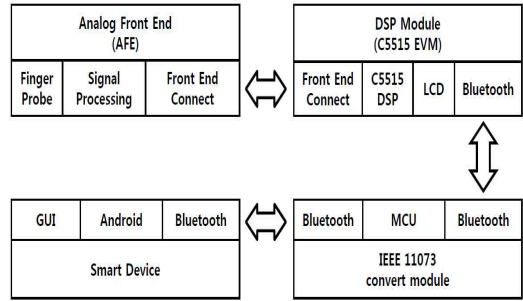 Analog Front End
(AFE)
Finger
Probe
Signal
Processing
Front End
Connect
DSP Module
(C5515 EVM)
Front End
Connect
C5515
DSP
LCD
Bluetooth
GUI
Android
Bluetooth
Smart Device
Bluetooth
MCU
Bluetooth
IEEE 11073
convert module